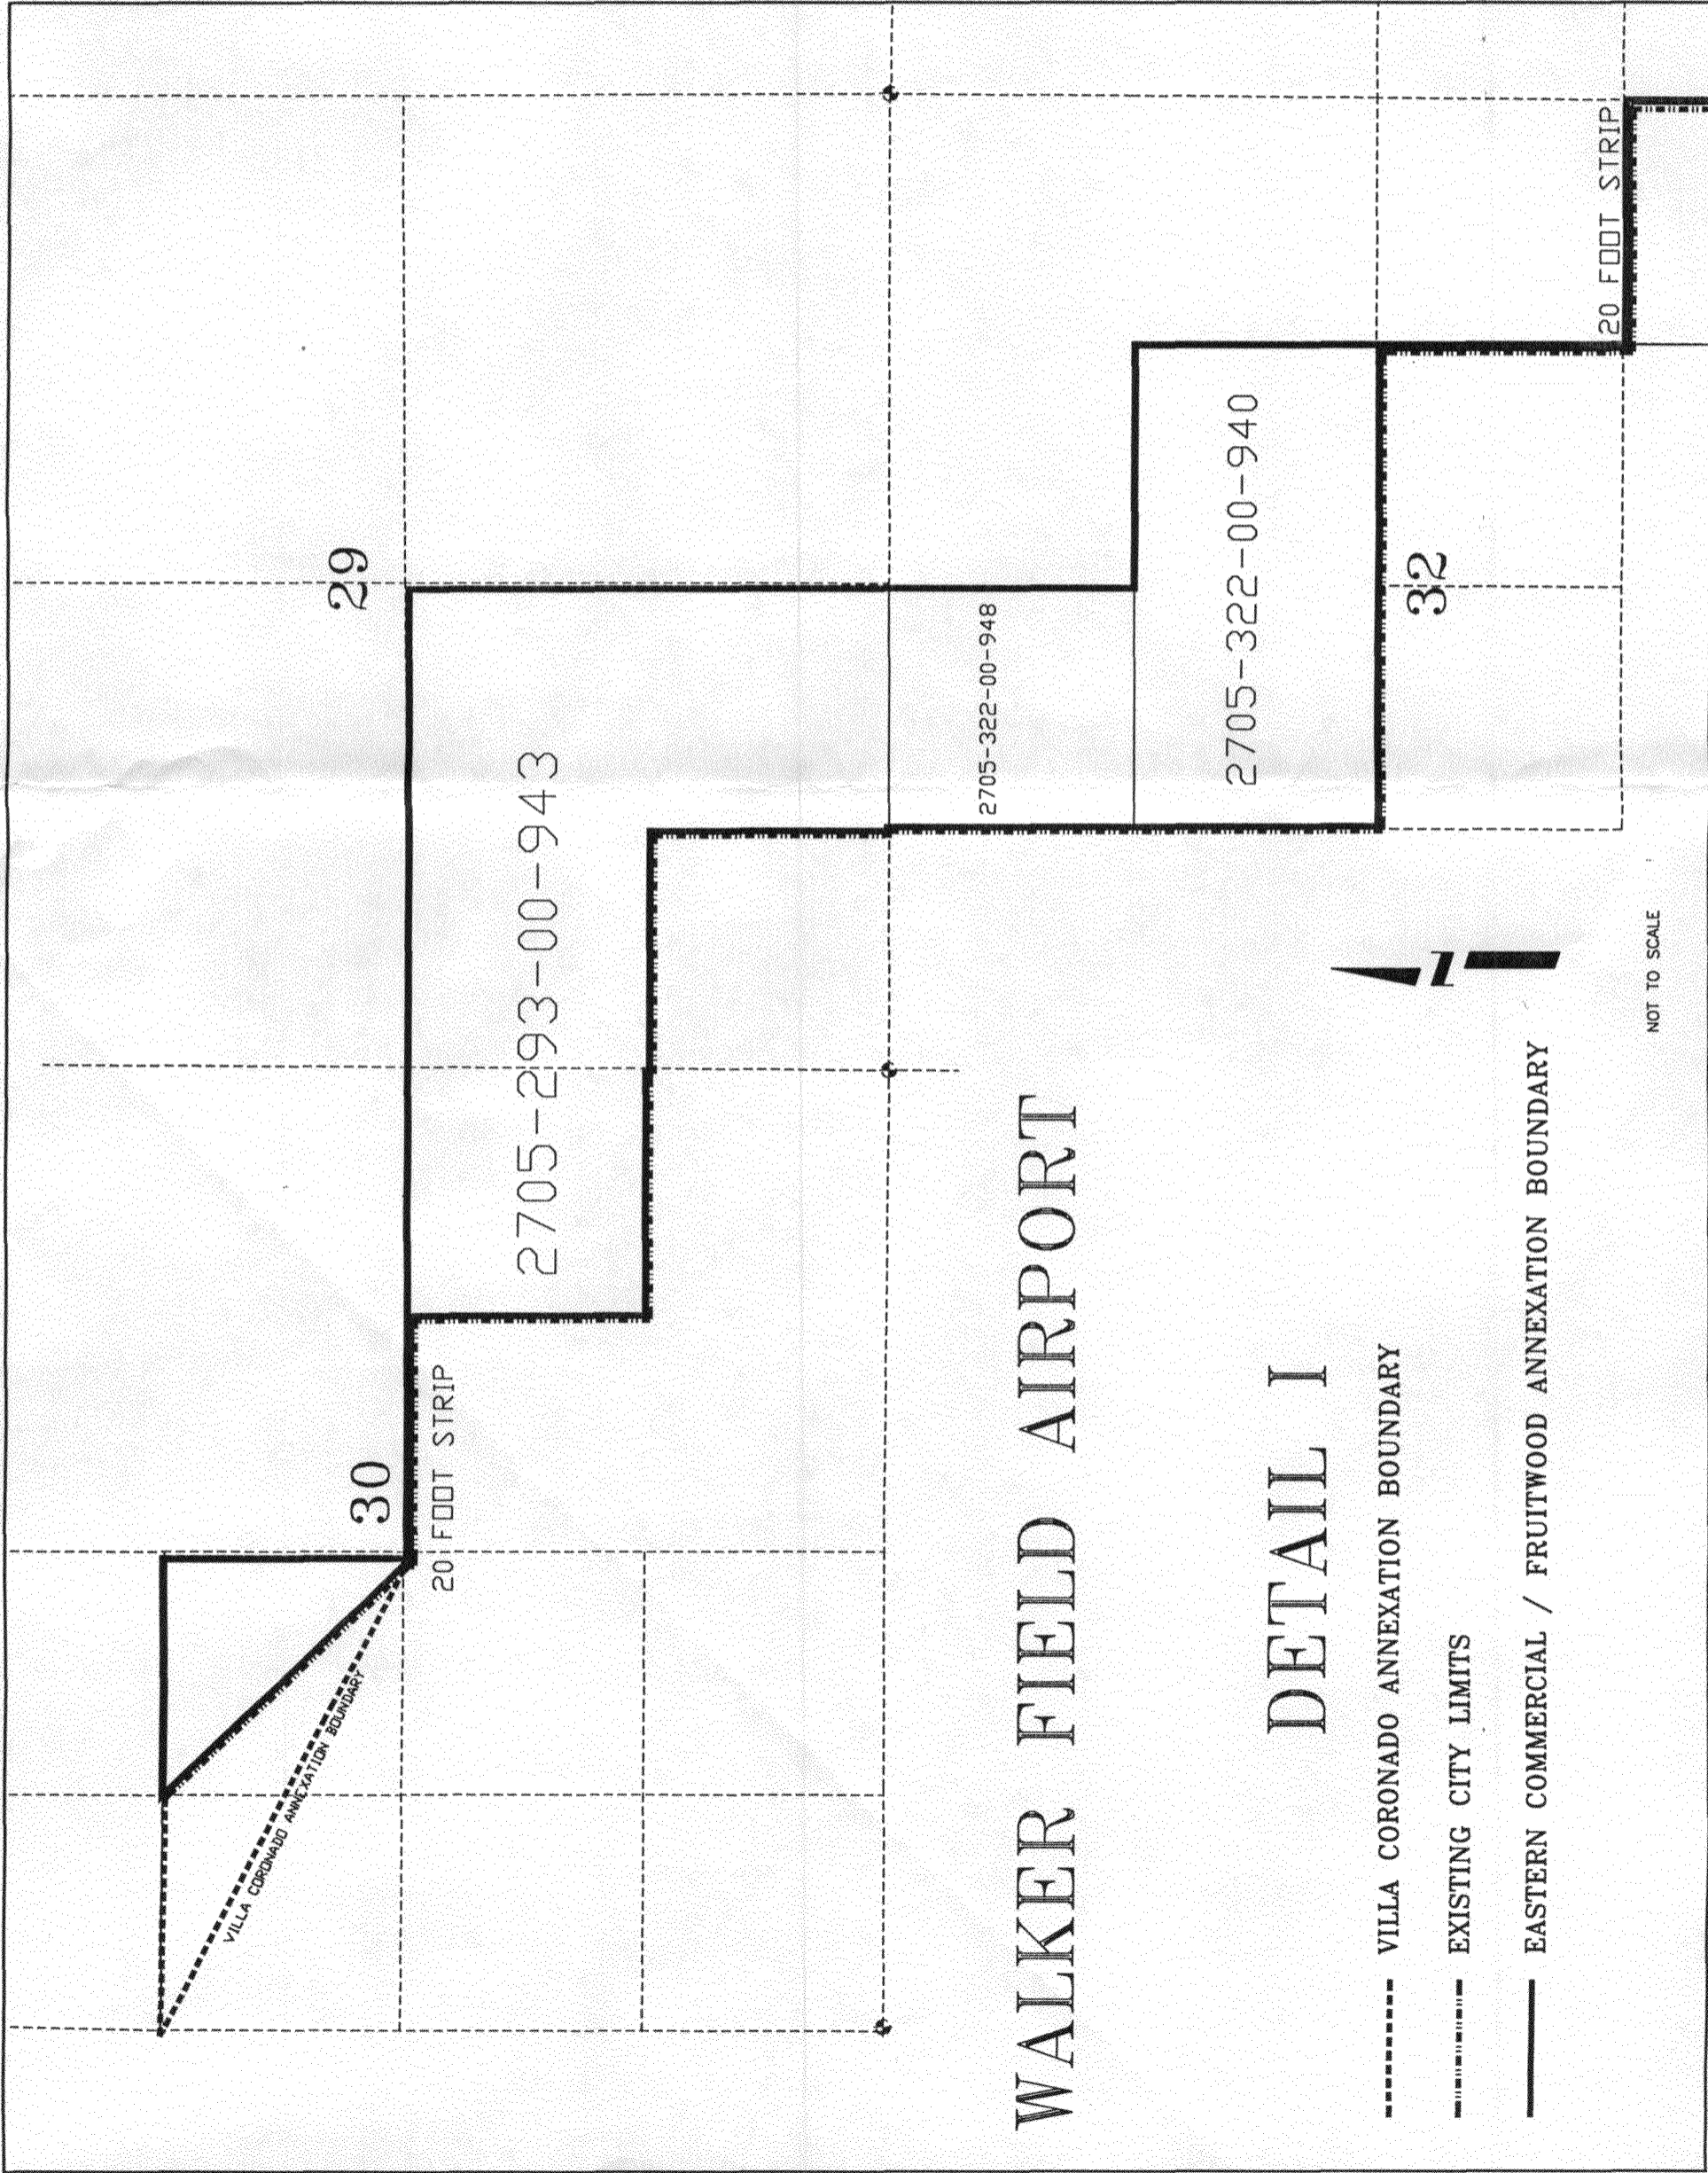 29
30
2705-293-00-943
20 FOOT STRIP
VILLA CORONADO ANNEXATION BOUNDARY
2705-322-00-948
2705-322-00-940
32
20 FOOT STRIP
WALKER FIELD AIRPORT
DETAIL I
VILLA CORONADO ANNEXATION BOUNDARY
EXISTING CITY LIMITS
EASTERN COMMERCIAL / FRUITWOOD ANNEXATION BOUNDARY
NOT TO SCALE